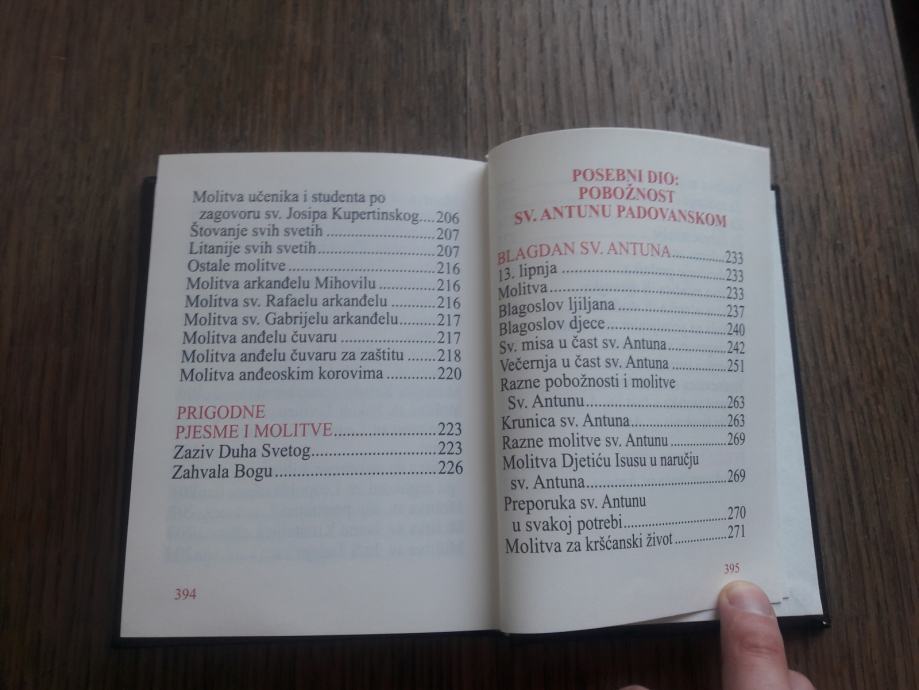 Molitva učenika i studenta po
zagovoru sv. Josipa Kupertinskog....206
Štovanje svih svetih ........................207
Litanije svih svetih ..........................207
Ostale molitve..................................216
Molitva arkanđelu Mihovilu ............216
Molitva sv. Rafaelu arkanđelu .........216
Molitva sv. Gabrijelu arkanđelu.......217
Molitva anđelu čuvaru .....................217
Molitva anđelu čuvaru za zaštitu .....218
Molitva anđeoskim korovima ..........220
PRIGODNE
PJESME I MOLITVE......................223
Zaziv Duha Svetog...........................223
Zahvala Bogu...................................226
394
POSEBNI DIO:
POBOŽNOST
SV. ANTUNU PADOVANSKOM
BLAGDAN SV. ANTUNA...............233
13. lipnja ..........................................233
Molitva.............................................233
Blagoslov ljiljana .............................237
Blagoslov djece.................................240
Sv. misa u čast sv. Antuna.................242
Večernja u čast sv. Antuna ...............251
Razne pobožnosti i molitve
Sv. Antunu....................................263
Krunica sv. Antuna...........................263
Razne molitve sv. Antunu ................269
Molitva Djetiću Isusu u naručju
sv. Antuna.....................................269
Preporuka sv. Antunu
u svakoj potrebi............................270
Molitva za kršćanski život................271
395